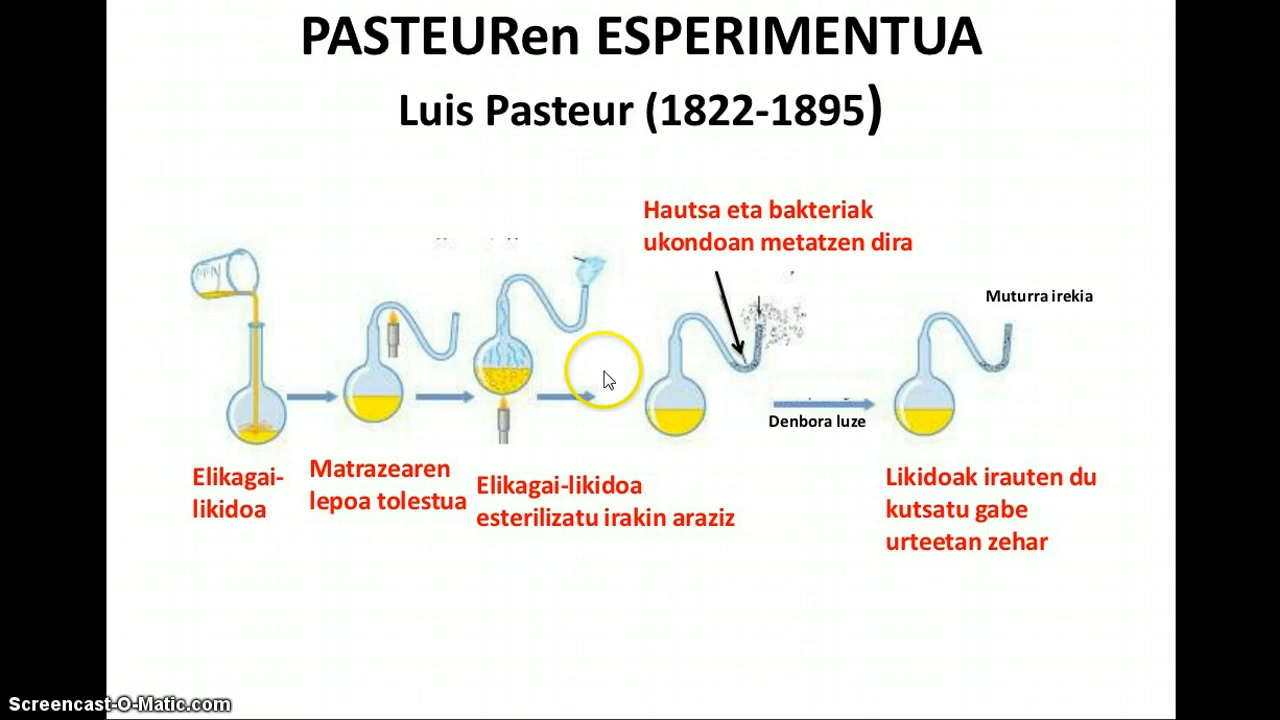 PASTEURen ESPERIMENTUA
Luis Pasteur (1822-1895)
Hautsa eta bakteriak
ukondoan metatzen dira
Muturra irekia
Denbora luze
Elikagai-
likidoa
Matrazearen
lepoa tolestua
Elikagai-likidoa
esterilizatu irakin araziz
Likidoak irauten du
kutsatu gabe
urteetan zehar
Screencast-O-Matic.com